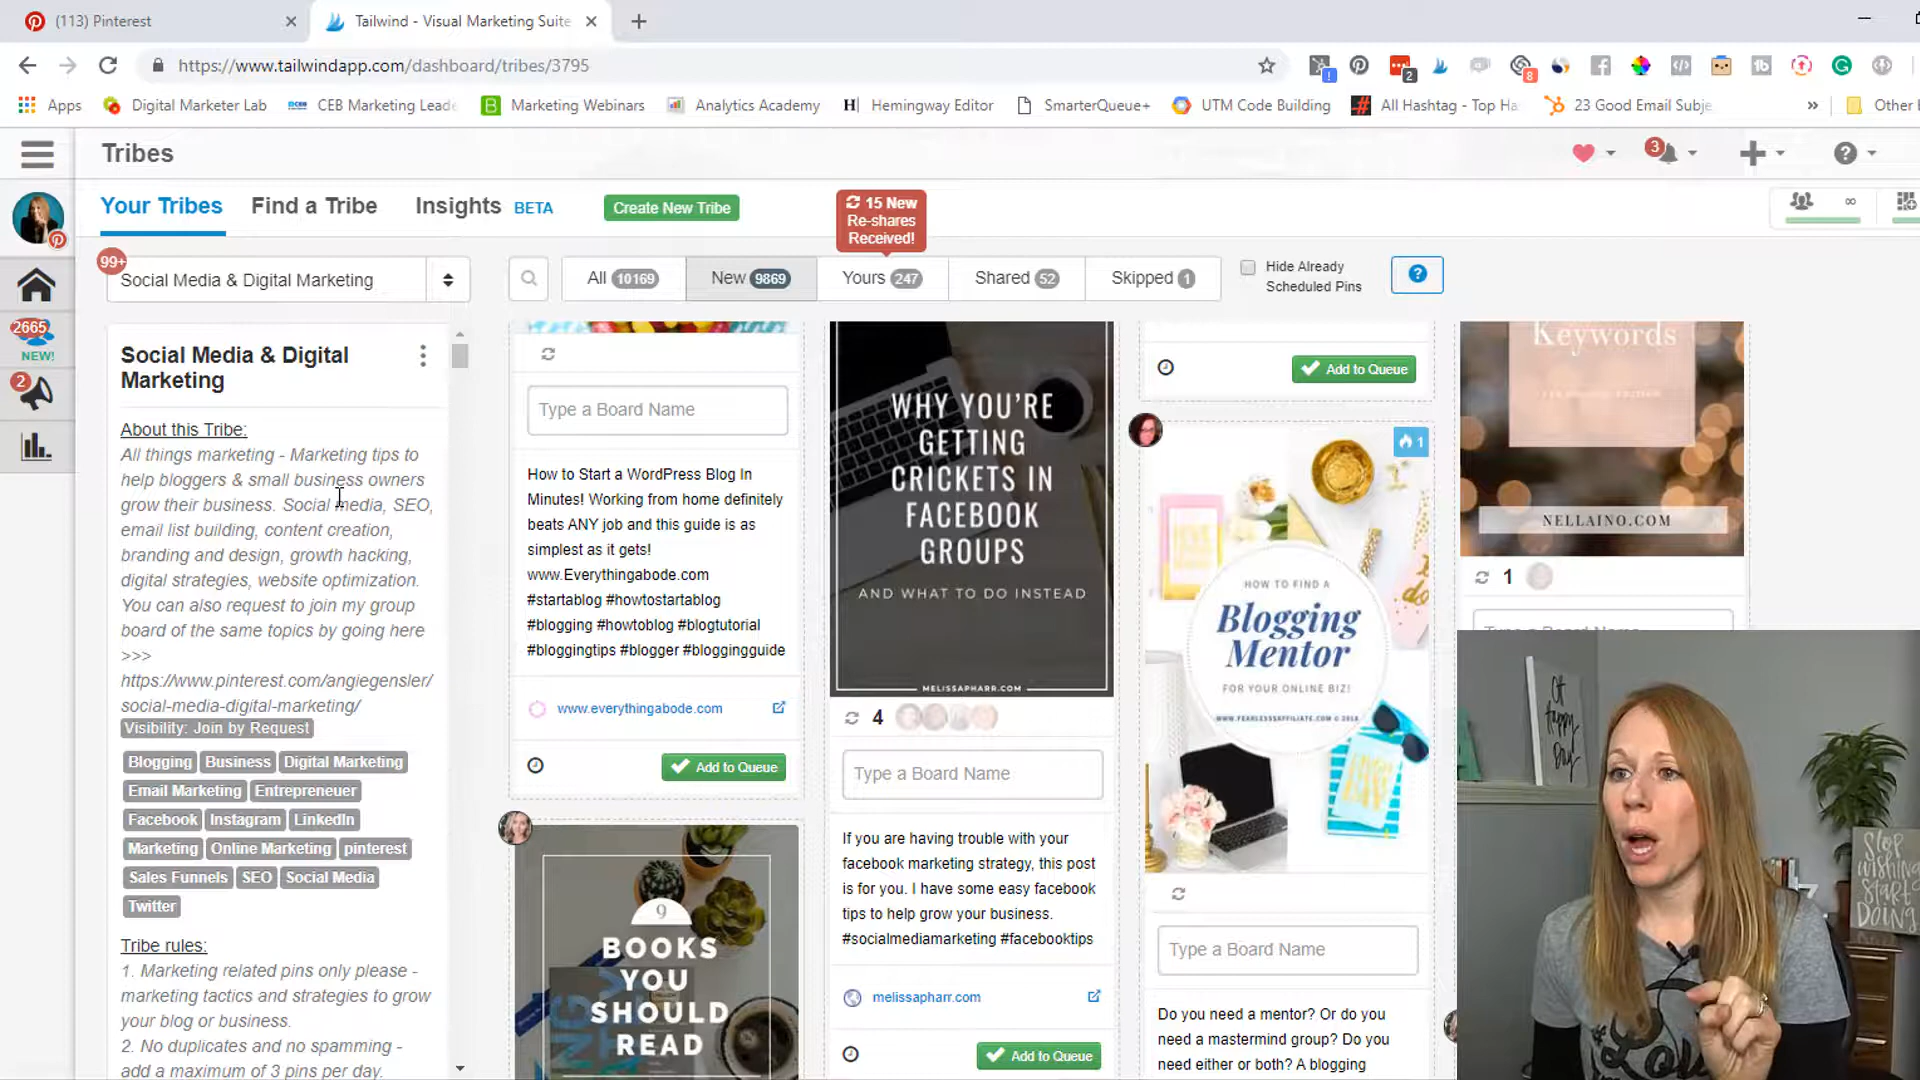 (113) Pinterest
Tailwind - Visual Marketing Suite
https://www.tailwindapp.com/dashboard/tribes/3795
!
2
8
Apps
Digital Marketer Lab
CEB Marketing Leade
Marketing Webinars
Analytics Academy
Hemingway Editor
SmarterQueue+
UTM Code Building
All Hashtag - Top Ha
23 Good Email Subje
Other
Tribes
3
Your Tribes
Find a Tribe
Insights BETA
Create New Tribe
15 New
Re-shares
Received!
99+
Social Media & Digital Marketing
All 10169
New 9869
Yours 247
Shared 52
Skipped 1
Hide Already
Scheduled Pins
2665
NEW!
2
Social Media & Digital
Marketing
About this Tribe:
All things marketing - Marketing tips to
help bloggers & small business owners
grow their business. Social media, SEO,
email list building, content creation,
branding and design, growth hacking,
digital strategies, website optimization.
You can also request to join my group
board of the same topics by going here
>>>
https://www.pinterest.com/angiegensler/
social-media-digital-marketing/
Visibility: Join by Request
Blogging Business Digital Marketing
Email Marketing Entrepreneuer
Facebook Instagram LinkedIn
Marketing Online Marketing pinterest
Sales Funnels SEO Social Media
Twitter
Tribe rules:
1. Marketing related pins only please -
marketing tactics and strategies to grow
your blog or business.
2. No duplicates and no spamming -
add a maximum of 3 pins per day.
Type a Board Name
How to Start a WordPress Blog In
Minutes! Working from home definitely
beats ANY job and this guide is as
simplest as it gets!
www.Everythingabode.com
#startablog #howtostartablog
#blogging #howtoblog #blogtutorial
#bloggingtips #blogger #bloggingguide
www.everythingabode.com
Add to Queue
9
BOOKS
YOU
SHOULD
READ
WHY YOU'RE
GETTING
CRICKETS IN
FACEBOOK
GROUPS
AND WHAT TO DO INSTEAD
MELISSAPHARR.COM
4
Type a Board Name
If you are having trouble with your
facebook marketing strategy, this post
is for you. I have some easy facebook
tips to help grow your business.
#socialmediamarketing #facebooktips
melissapharr.com
Add to Queue
Add to Queue
1
HOW TO FIND A
Blogging
Mentor
FOR YOUR ONLINE BIZ!
WWW.FEARLESSAFFILIATE.COM © 2018
Type a Board Name
Do you need a mentor? Or do you
need a mastermind group? Do you
need either or both? A blogging
Keywords
NELLAINO.COM
1
Oh
Happy
Day
STOP
WISHING
START
DOING